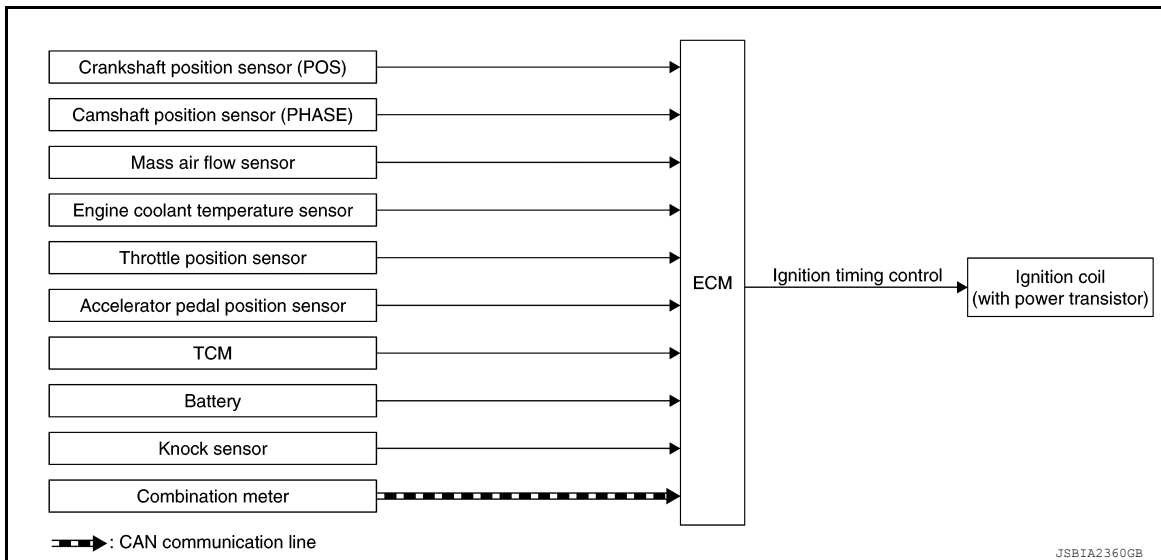 Crankshaft position sensor (POS)
Camshaft position sensor (PHASE)
Mass air flow sensor
Engine coolant temperature sensor
Throttle position sensor
Accelerator pedal position sensor
TCM
Battery
Knock sensor
Combination meter
ECM
Ignition timing control
Ignition coil
(with power transistor)
: CAN communication line
JSBIA2360GB